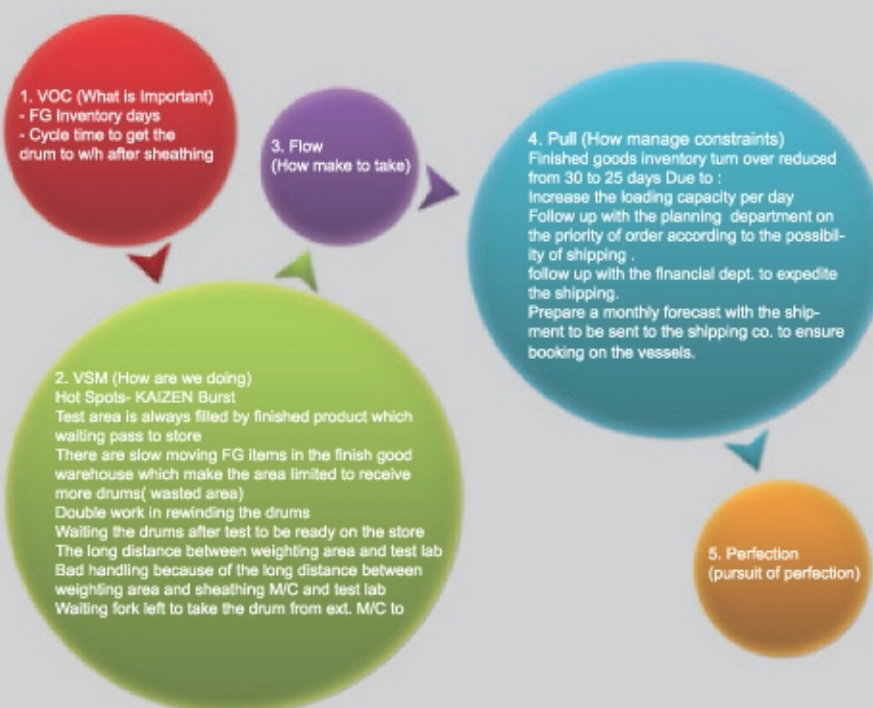 1. VOC (What is Important)
- FG Inventory days
- Cycle time to get the
drum to w/h after sheathing
2. VSM (How are we doing)
Hot Spots- KAIZEN Burst
Test area is always filled by finished product which
waiting pass to store
There are slow moving FG items in the finish good
warehouse which make the area limited to receive
more drums( wasted area)
Double work in rewinding the drums
Waiting the drums after test to be ready on the store
The long distance between weighting area and test lab
Bad handling because of the long distance between
weighting area and sheathing M/C and test lab
Waiting fork left to take the drum from ext. M/C to
3. Flow
(How make to take)
4. Pull (How manage constraints)
Finished goods inventory turn over reduced
from 30 to 25 days Due to :
Increase the loading capacity per day
Follow up with the planning department on
the priority of order according to the possibil-
ity of shipping .
follow up with the financial dept. to expedite
the shipping.
Prepare a monthly forecast with the ship-
ment to be sent to the shipping co. to ensure
booking on the vessels.
5. Perfection
(pursuit of perfection)